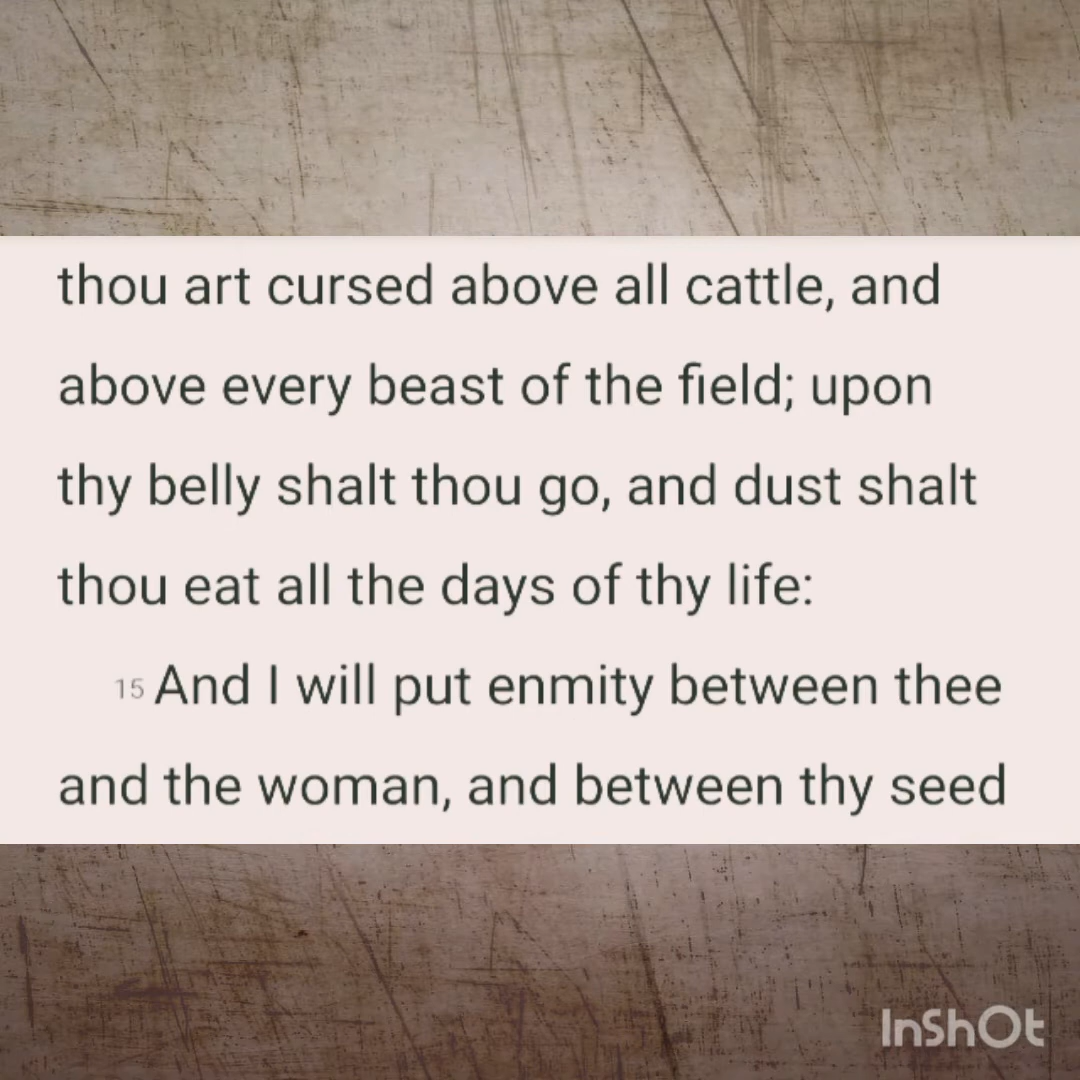 thou art cursed above all cattle, and
above every beast of the field; upon
thy belly shalt thou go, and dust shalt
thou eat all the days of thy life:
15 And I will put enmity between thee
and the woman, and between thy seed
InShOt